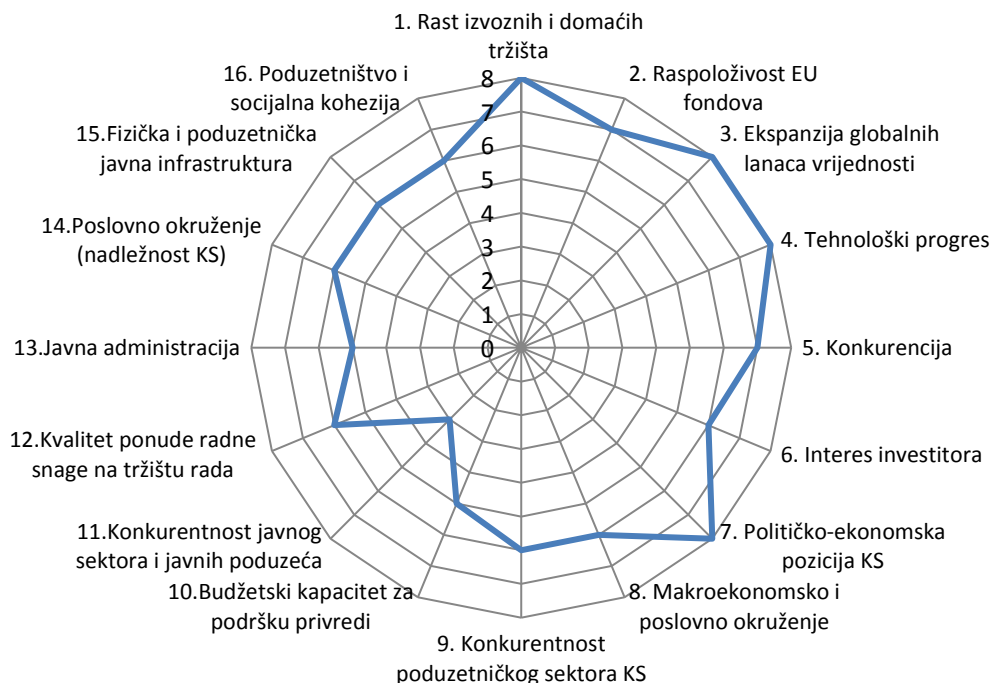 1. Rast izvoznih i domaćih
tržišta
2. Raspoloživost EU
fondova
3. Ekspanzija globalnih
lanaca vrijednosti
4. Tehnološki progres
5. Konkurencija
6. Interes investitora
7. Političko-ekonomska
pozicija KS
8. Makroekonomsko i
poslovno okruženje
9. Konkurentnost
poduzetničkog sektora KS
10.Budžetski kapacitet za
podršku privredi
11.Konkurentnost javnog
sektora i javnih poduzeća
12.Kvalitet ponude radne
snage na tržištu rada
13.Javna administracija
14.Poslovno okruženje
(nadležnost KS)
15.Fizička i poduzetnička
javna infrastruktura
16. Poduzetništvo i
socijalna kohezija
8
7
6
5
4
3
2
1
0